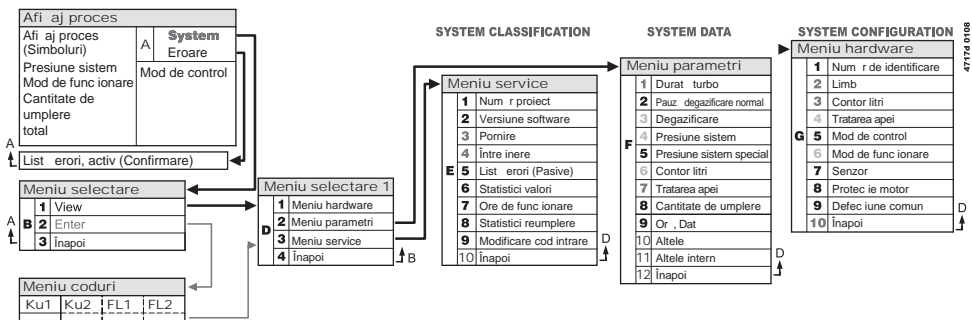 Afi aj proces
Afi aj proces
(Simboluri)
Presiune sistem
Mod de func ionare
Cantitate de
umplere
total
A
System
Eroare
Mod de control
A
List erori, activ (Confirmare)
Meniu selectare
A
B
1 View
2 Enter
3 Înapoi
Meniu coduri
Ku1 Ku2 FL1 FL2
Meniu selectare 1
D
1 Meniu hardware
2 Meniu parametri
3 Meniu service
4 Înapoi
B
SYSTEM CLASSIFICATION
Meniu service
E
1 Num r proiect
2 Versiune software
3 Pornire
4 Între inere
5 List erori (Pasive)
6 Statistici valori
7 Ore de func ionare
8 Statistici reumplere
9 Modificare cod intrare
10 Înapoi
D
SYSTEM DATA
Meniu parametri
F
1 Durat turbo
2 Pauz degazificare normal
3 Degazificare
4 Presiune sistem
5 Presiune sistem special
6 Contor litri
7 Tratarea apei
8 Cantitate de umplere
9 Or , Dat
10 Altele
11 Altele intern
12 Înapoi
D
SYSTEM CONFIGURATION
Meniu hardware
G
1 Num r de identificare
2 Limb
3 Contor litri
4 Tratarea apei
5 Mod de control
6 Mod de func ionare
7 Senzor
8 Protec ie motor
9 Defec iune comun
10 Înapoi
D
4717d 0108